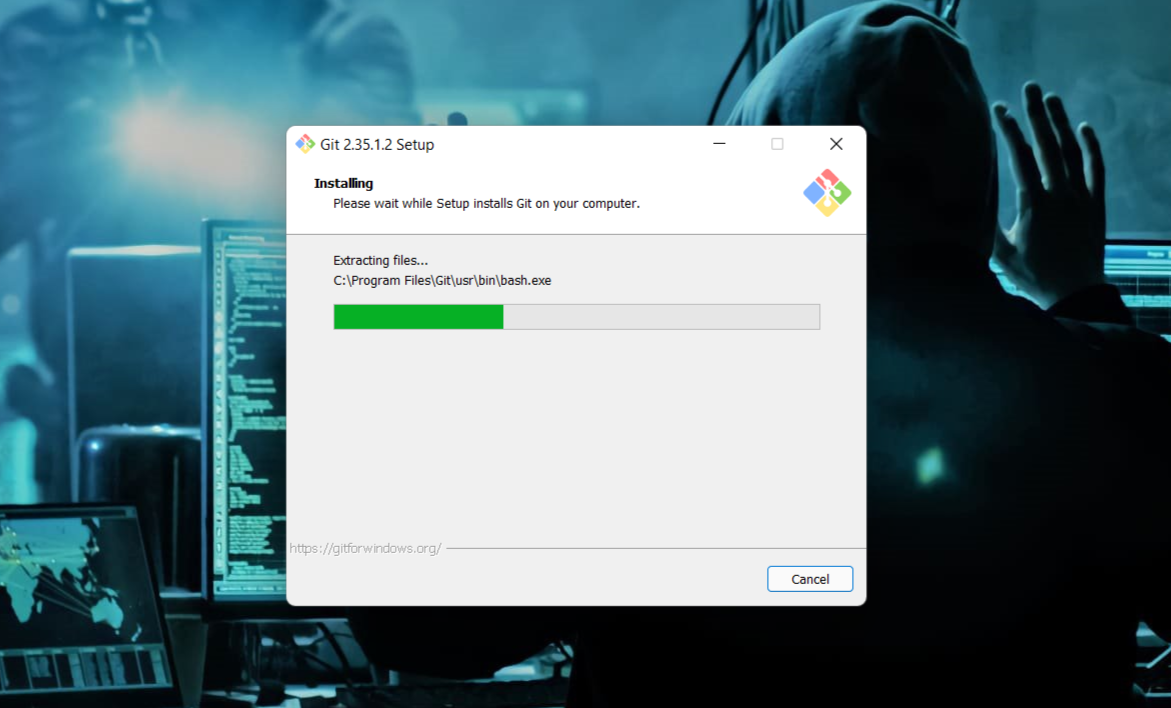 Git 2.35.1.2 Setup
Installing
Please wait while Setup installs Git on your computer.
Extracting files...
C:\Program Files\Git\usr\bin\bash.exe
https://gitforwindows.org/
Cancel